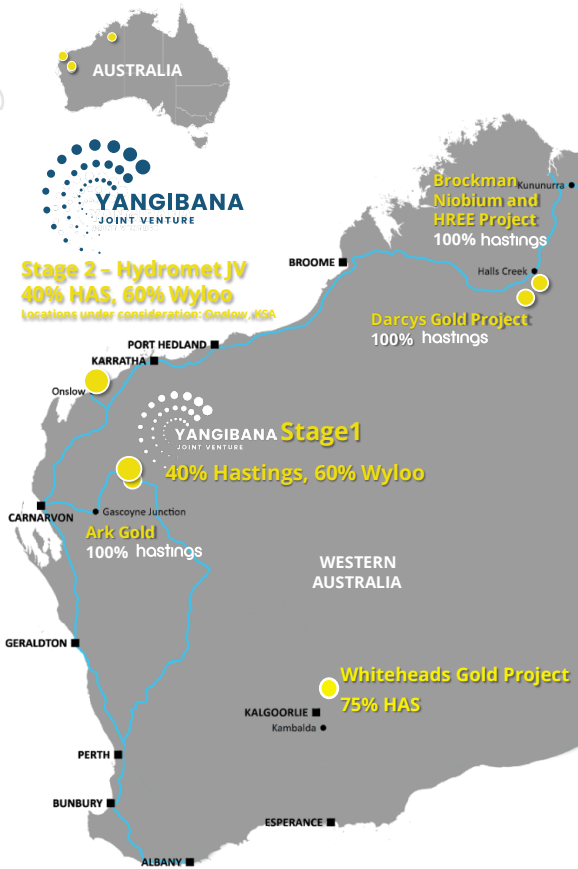 AUSTRALIA
YANGIBANA
JOINT VENTURE
Stage 2 – Hydromet JV
40% HAS, 60% Wyloo
Locations under consideration: Onslow, KSA
Brockman
Niobium and
HREE Project
100% hastings
Kununurra
BROOME
Halls Creek
Darcys Gold Project
100% hastings
PORT HEDLAND
KARRATHA
Onslow
YANGIBANA Stage1
JOINT VENTURE
40% Hastings, 60% Wyloo
CARNARVON
Gascoyne Junction
Ark Gold
100% hastings
WESTERN
AUSTRALIA
GERALDTON
Whiteheads Gold Project
75% HAS
KALGOORLIE
Kambalda
PERTH
BUNBURY
ESPERANCE
ALBANY